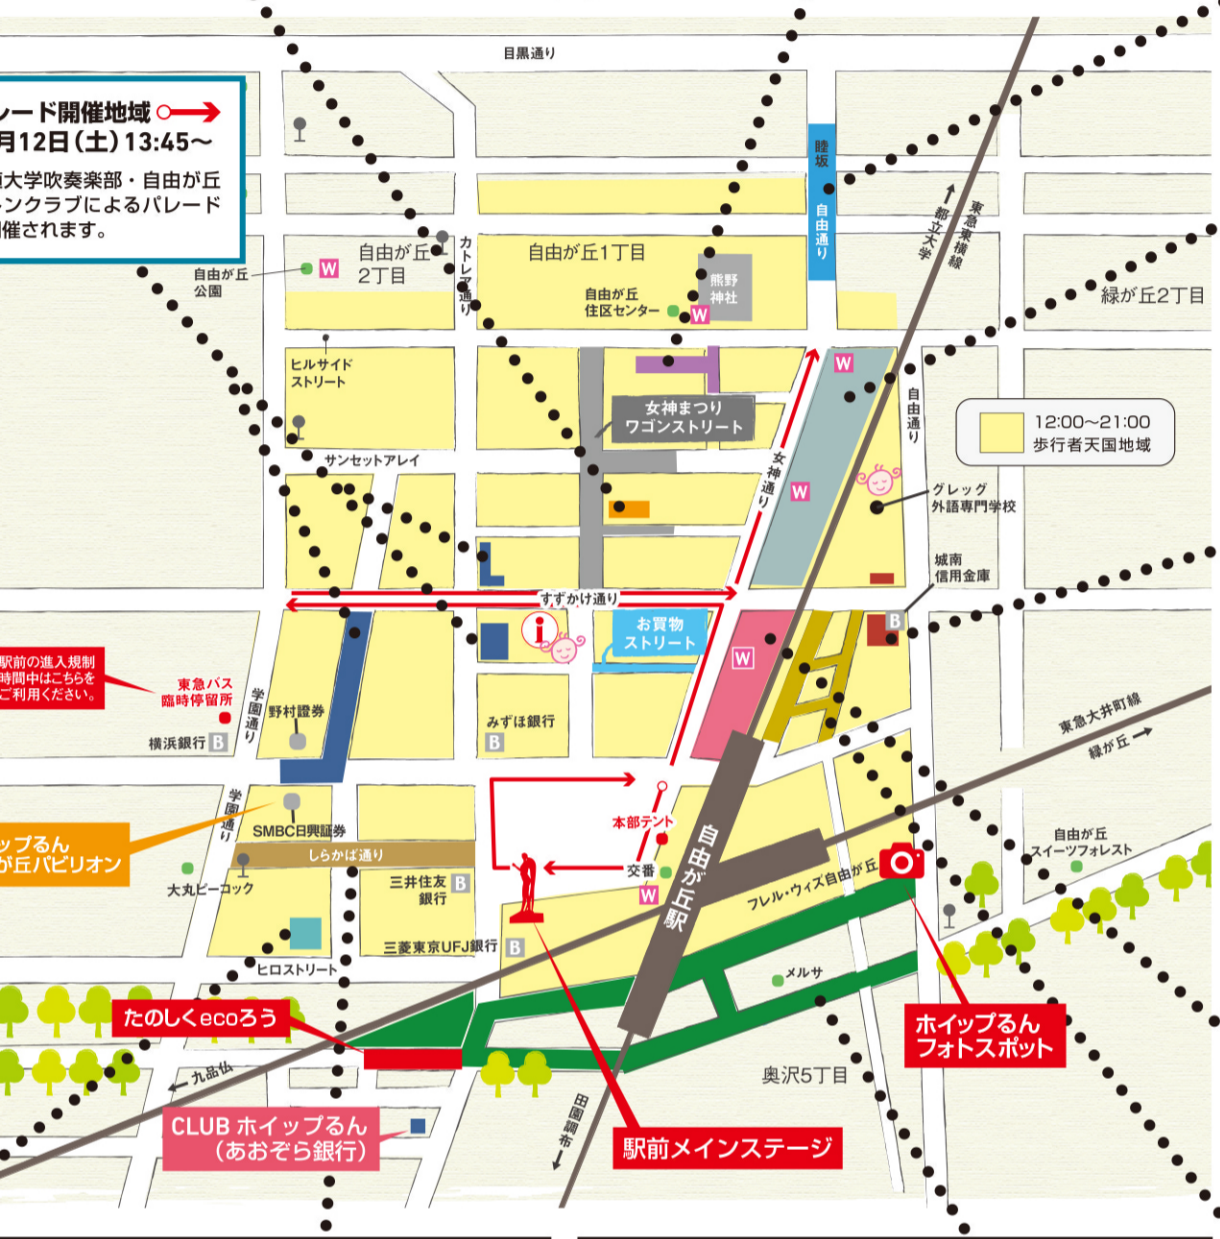 目黒通り
レード開催地域
月12日(土)13:45〜
大学吹奏楽部・自由が丘
ンクラブによるパレード
催されます。
睦坂
自由通り
東急東横線
都立大学
カトレア通り
自由が丘
2丁目
自由が丘1丁目
自由が丘
公園
W
熊野
神社
自由が丘
住区センター
W
緑が丘2丁目
ヒルサイド
ストリート
W
自由通り
12:00〜21:00
歩行者天国地域
女神まつり
ワゴンストリート
サンセットアレイ
女神通り
W
グレッグ
外語専門学校
城南
信用金庫
B
すずかけ通り
i
お買物
ストリート
W
駅前の進入規制
時間中はこちらを
ご利用ください。
東急バス
臨時停留所
学園通り
野村證券
横浜銀行 B
みずほ銀行
B
東急大井町線
緑が丘
学園通り
SMBC日興証券
本部テント
ップるん
が丘パビリオン
しらかば通り
交番
W
自由が丘駅
フレル・ウィズ自由が丘
自由が丘
スイーツフォレスト
大丸ピーコック
三井住友
銀行
B
三菱東京UFJ銀行 B
ヒロストリート
メルサ
たのしくecoろう
ホイップるん
フォトスポット
九品仏
奥沢5丁目
CLUB ホイップるん
(あおぞら銀行)
田園調布
駅前メインステージ